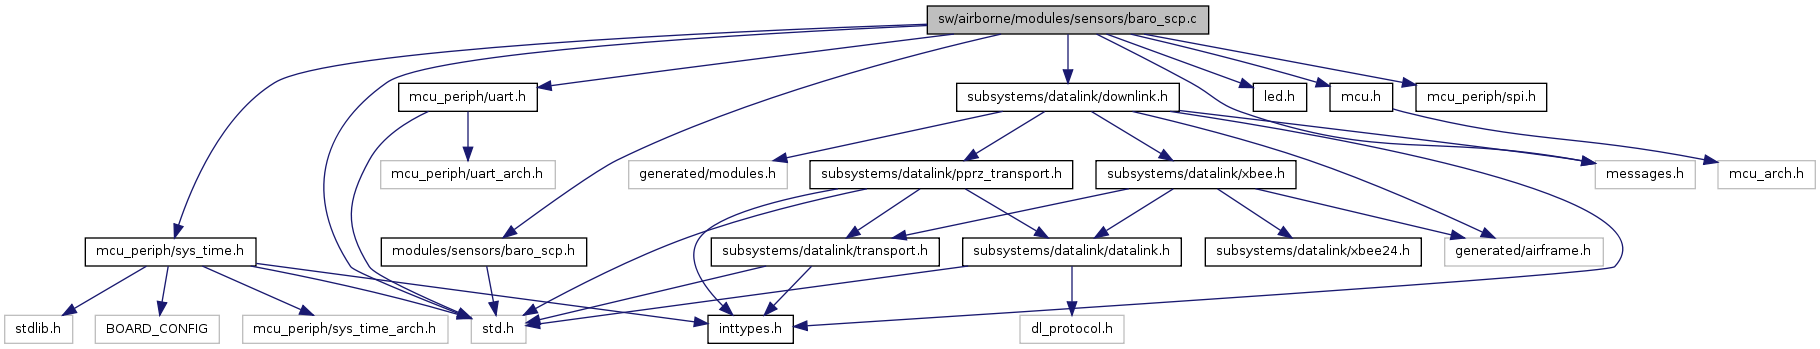 sw/airborne/modules/sensors/baro_scp.c
mcu_periph/uart.h
subsystems/datalink/downlink.h
led.h
mcu.h
mcu_periph/spi.h
mcu_periph/uart_arch.h
generated/modules.h
subsystems/datalink/pprz_transport.h
subsystems/datalink/xbee.h
messages.h
mcu_arch.h
mcu_periph/sys_time.h
modules/sensors/baro_scp.h
subsystems/datalink/transport.h
subsystems/datalink/datalink.h
subsystems/datalink/xbee24.h
generated/airframe.h
stdlib.h
BOARD_CONFIG
mcu_periph/sys_time_arch.h
std.h
inttypes.h
dl_protocol.h